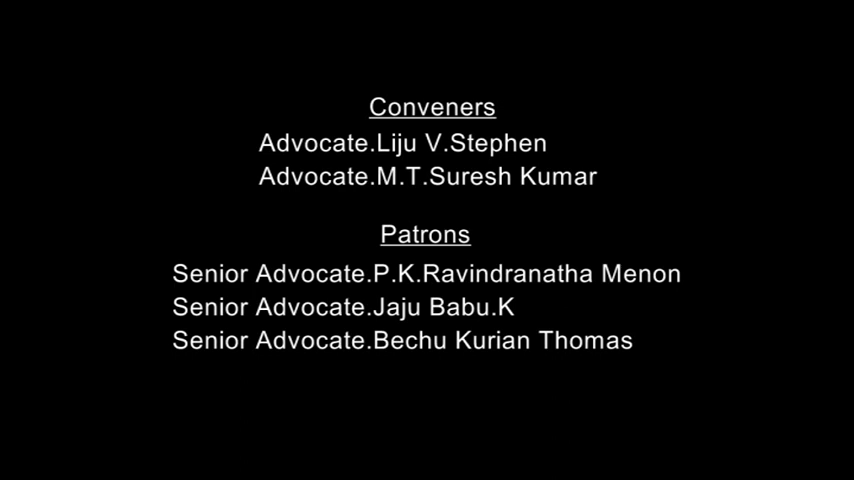 Conveners
Advocate.Liju V.Stephen
Advocate.M.T.Suresh Kumar
Patrons
Senior Advocate.P.K.Ravindranatha Menon
Senior Advocate.Jaju Babu.K
Senior Advocate.Bechu Kurian Thomas